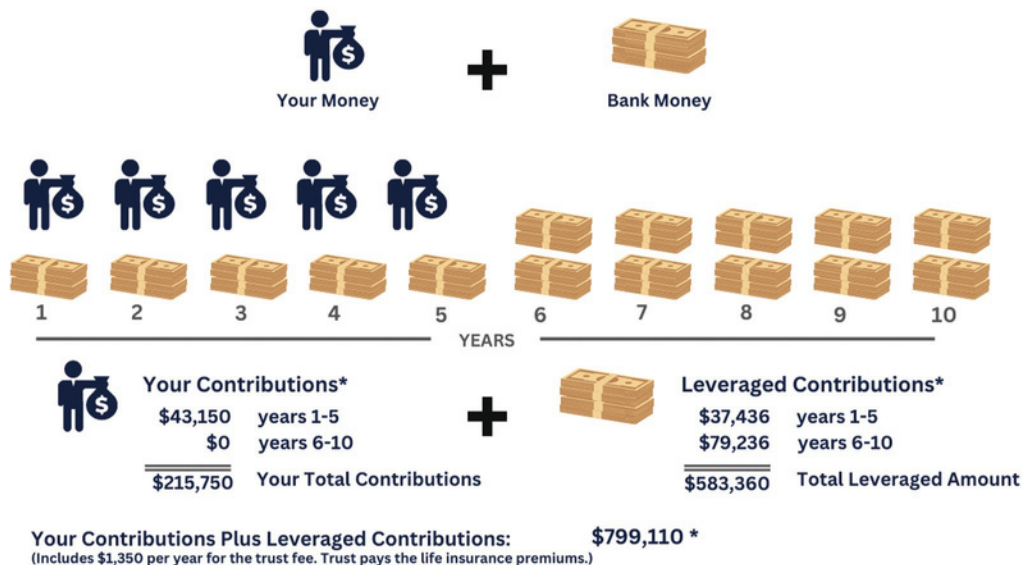 Your Money + Bank Money
1 2 3 4 5 6 7 8 9 10
YEARS
Your Contributions* + Leveraged Contributions*
$43,150 years 1-5 $37,436 years 1-5
$0 years 6-10 $79,236 years 6-10
$215,750 Your Total Contributions $583,360 Total Leveraged Amount
Your Contributions Plus Leveraged Contributions: $799,110 *
(Includes $1,350 per year for the trust fee. Trust pays the life insurance premiums.)